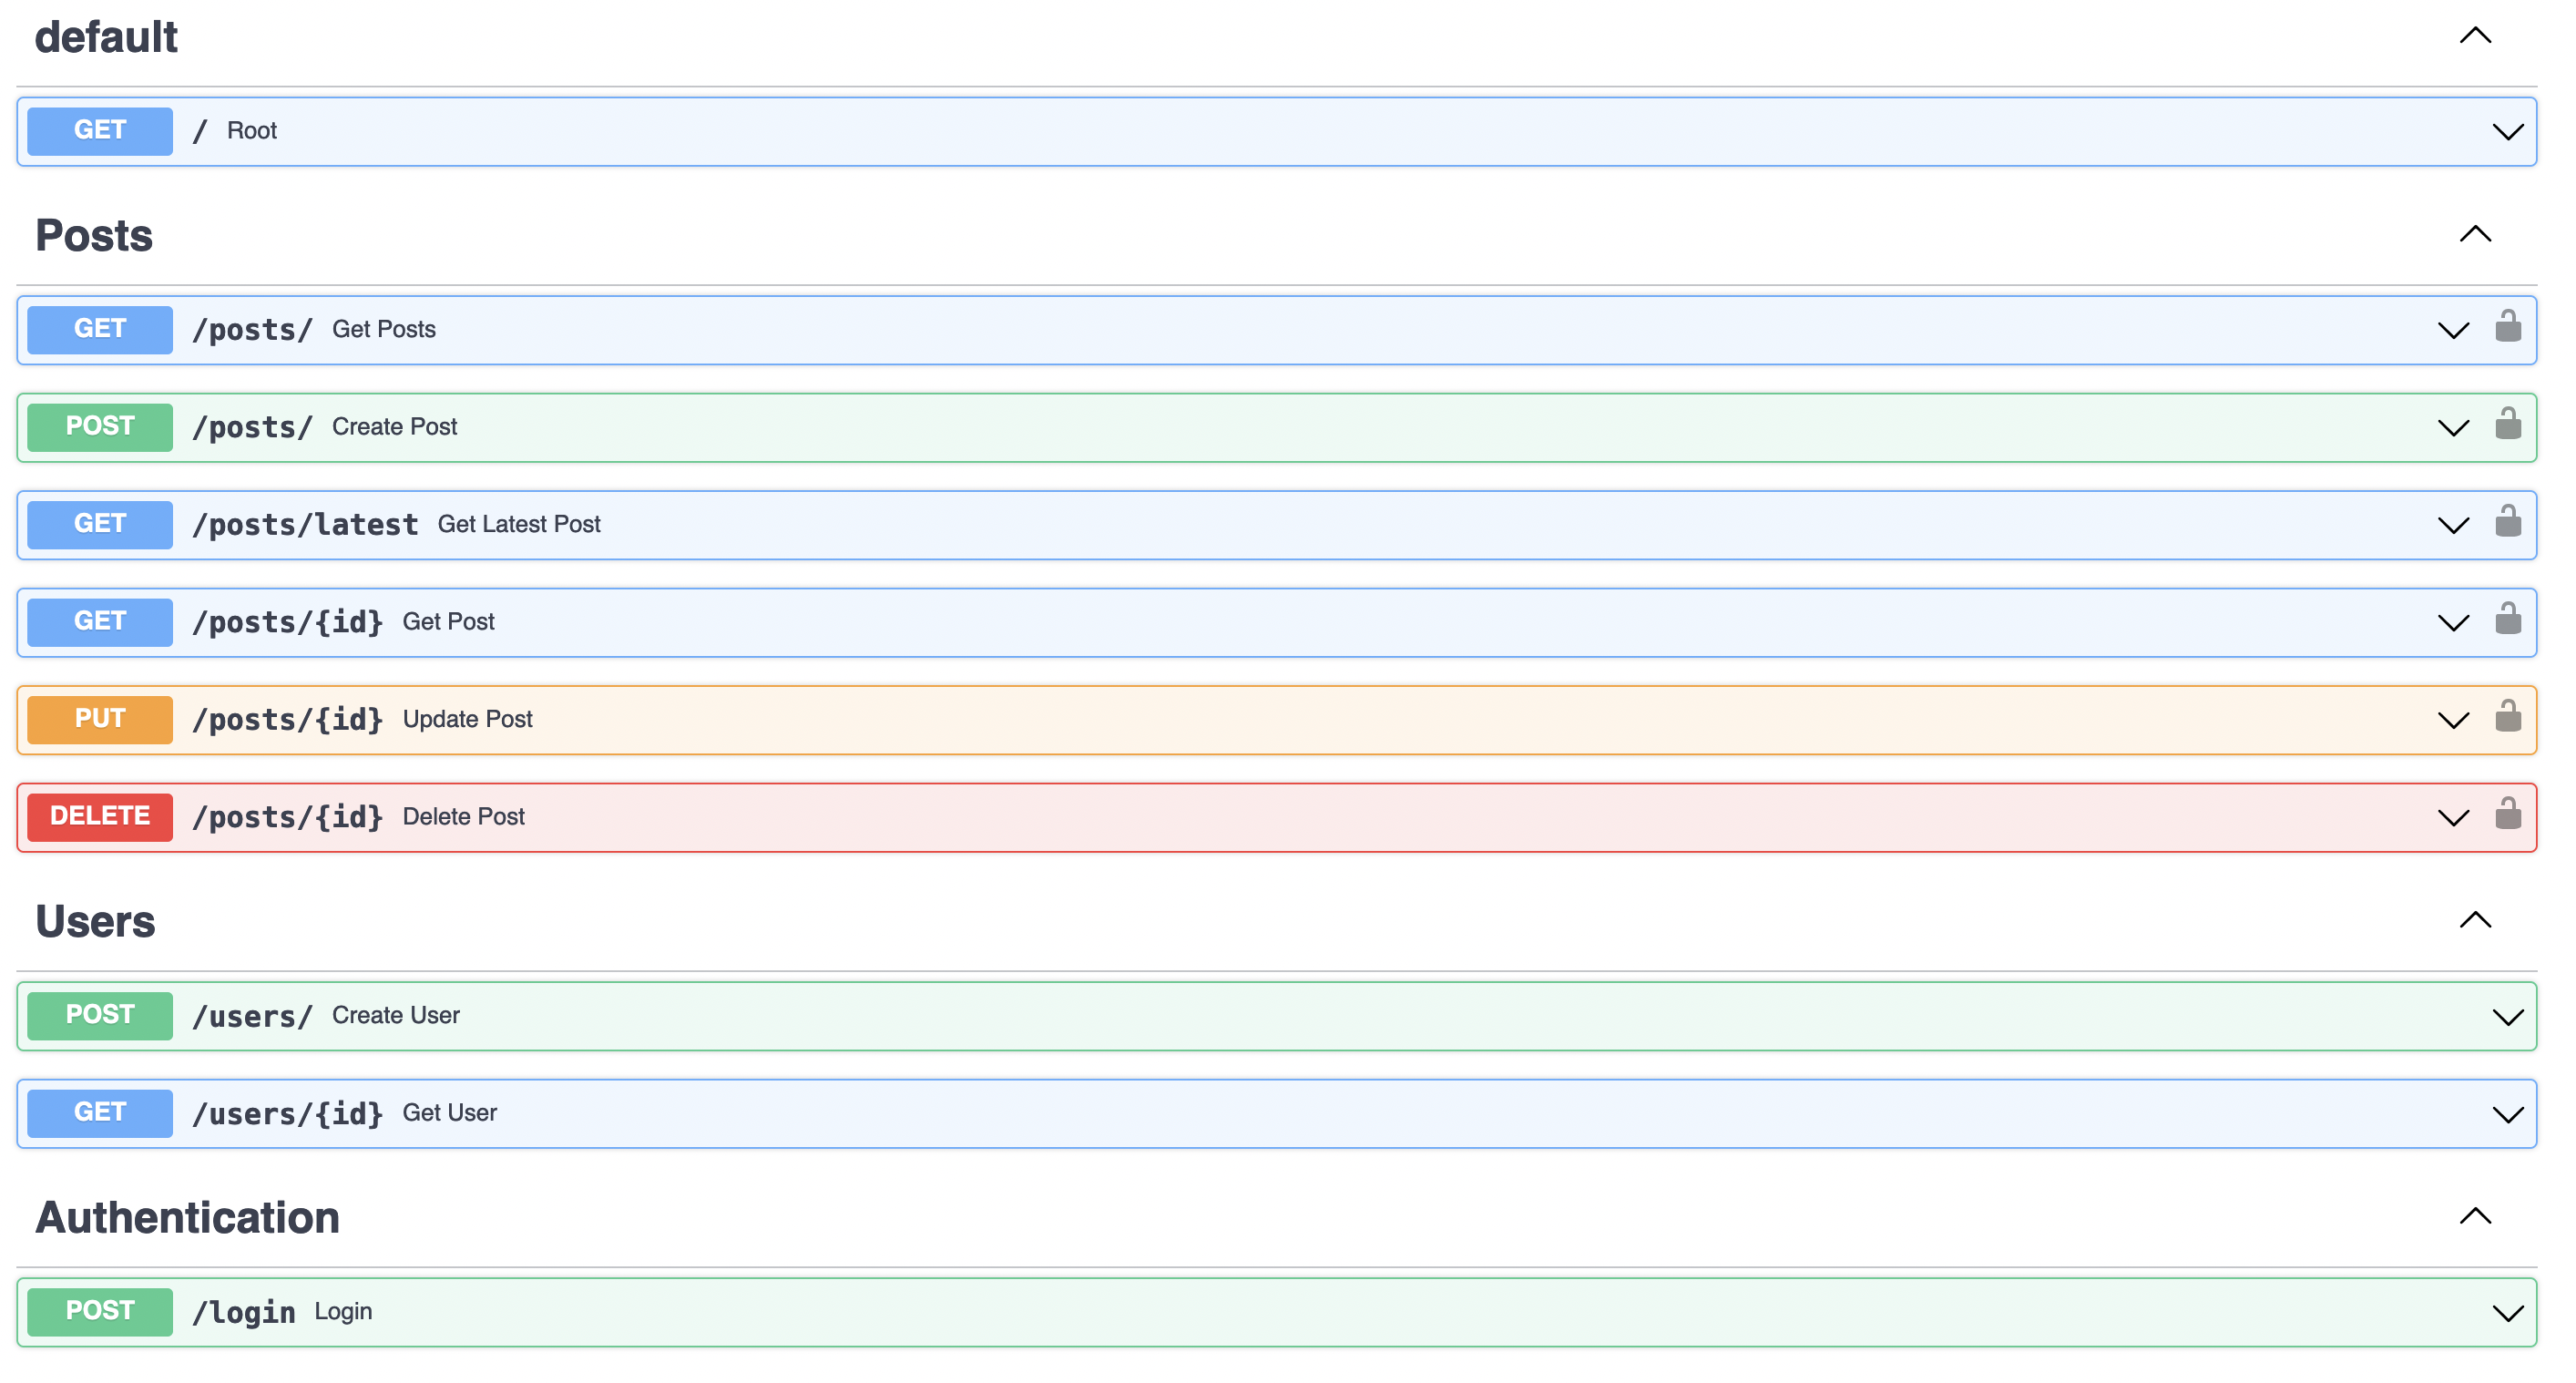 default
GET / Root
Posts
GET /posts/ Get Posts
POST /posts/ Create Post
GET /posts/latest Get Latest Post
GET /posts/{id} Get Post
PUT /posts/{id} Update Post
DELETE /posts/{id} Delete Post
Users
POST /users/ Create User
GET /users/{id} Get User
Authentication
POST /login Login